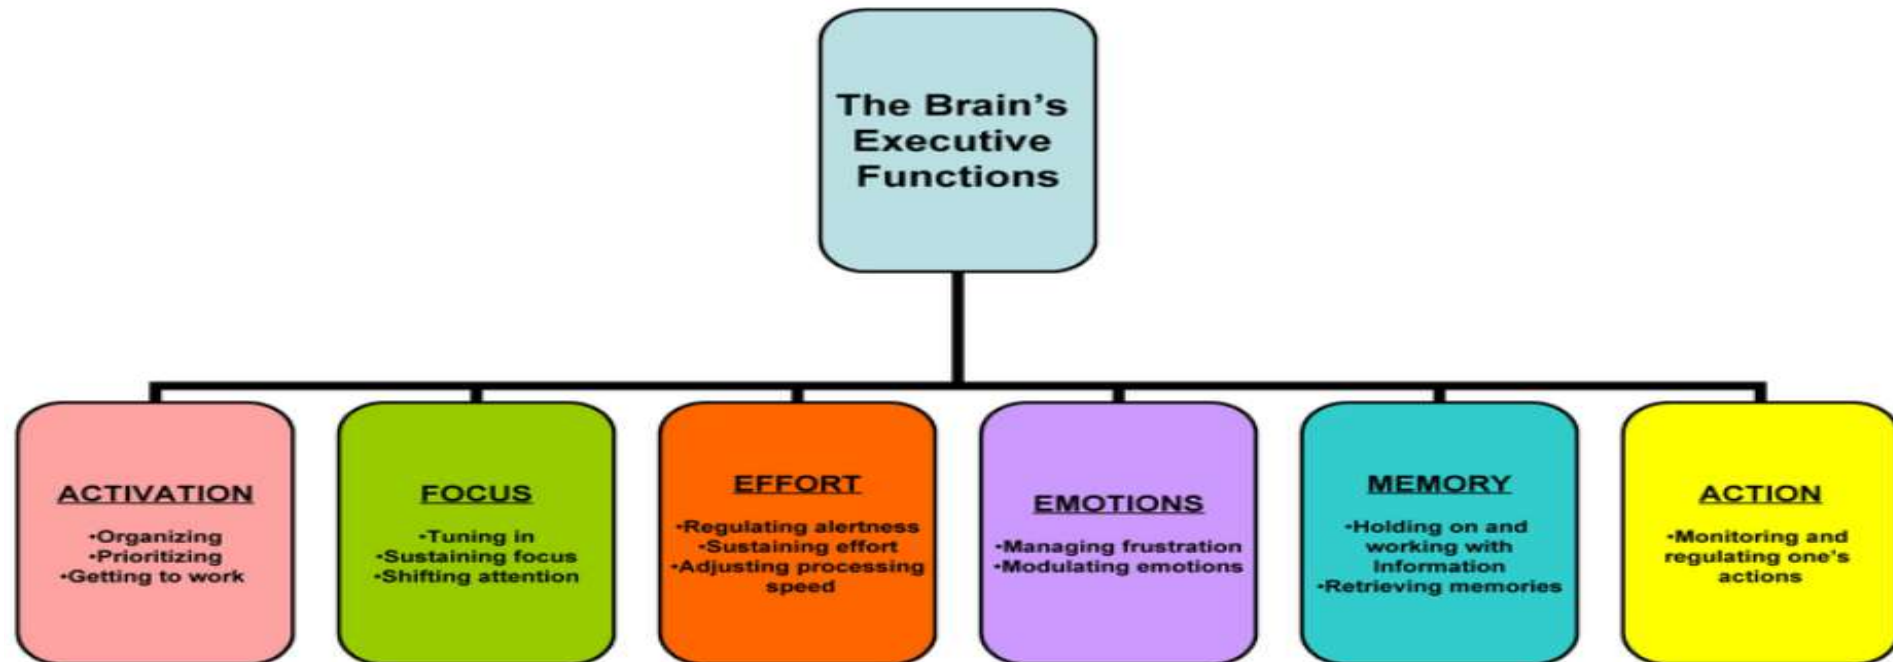 The Brain's
Executive
Functions
ACTIVATION
•Organizing
•Prioritizing
•Getting to work
FOCUS
•Tuning in
•Sustaining focus
•Shifting attention
EFFORT
•Regulating alertness
•Sustaining effort
•Adjusting processing
speed
EMOTIONS
•Managing frustration
•Modulating emotions
MEMORY
•Holding on and
working with
Information
•Retrieving memories
ACTION
•Monitoring and
regulating one's
actions